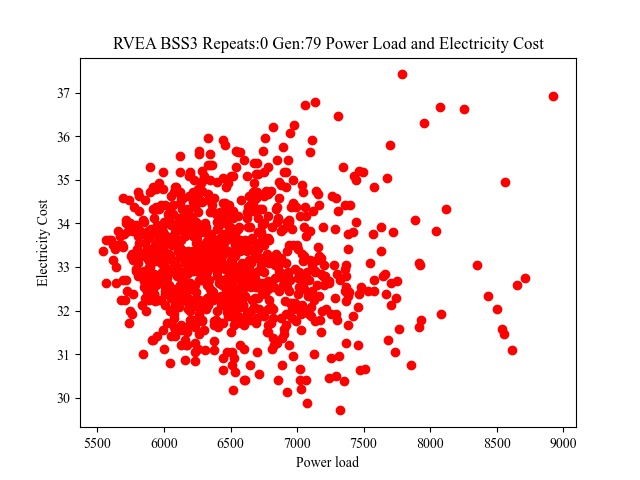 RVEA BSS3 Repeats:0 Gen:79 Power Load and Electricity Cost
37
36
35
34
33
32
31
30
Electricity Cost
5500 6000 6500 7000 7500 8000 8500 9000
Power load